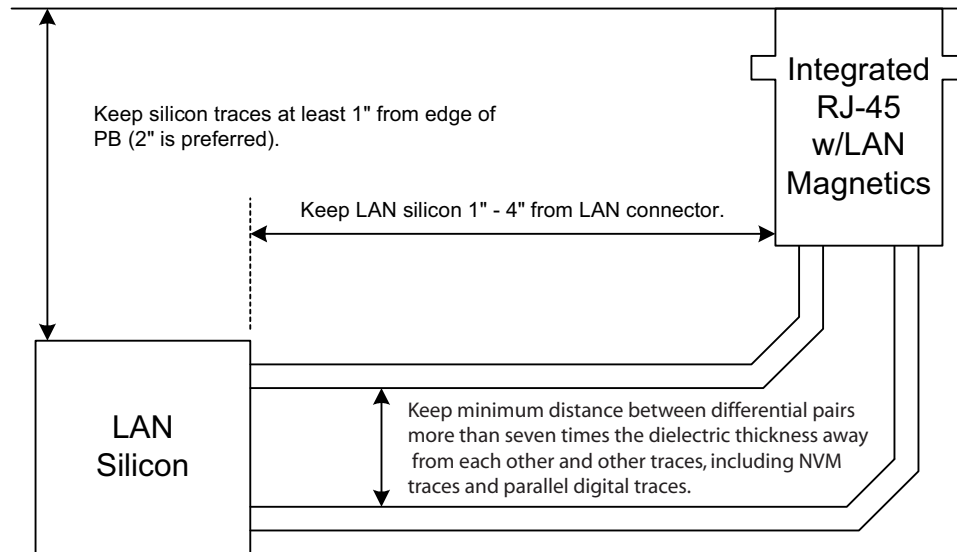 Keep silicon traces at least 1" from edge of
PB (2" is preferred).
Integrated
RJ-45
w/LAN
Magnetics
Keep LAN silicon 1" - 4" from LAN connector.
LAN
Silicon
Keep minimum distance between differential pairs
more than seven times the dielectric thickness away
from each other and other traces, including NVM
traces and parallel digital traces.